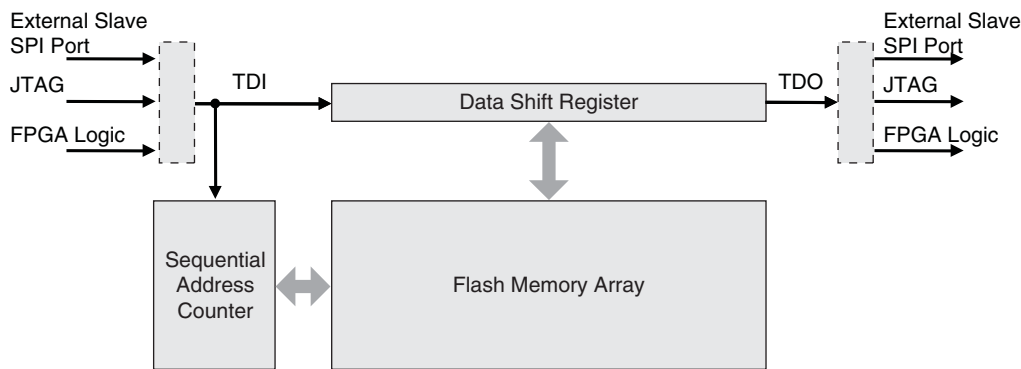 External Slave
SPI Port
JTAG
FPGA Logic
TDI
Data Shift Register
TDO
External Slave
SPI Port
JTAG
FPGA Logic
Sequential
Address
Counter
Flash Memory Array